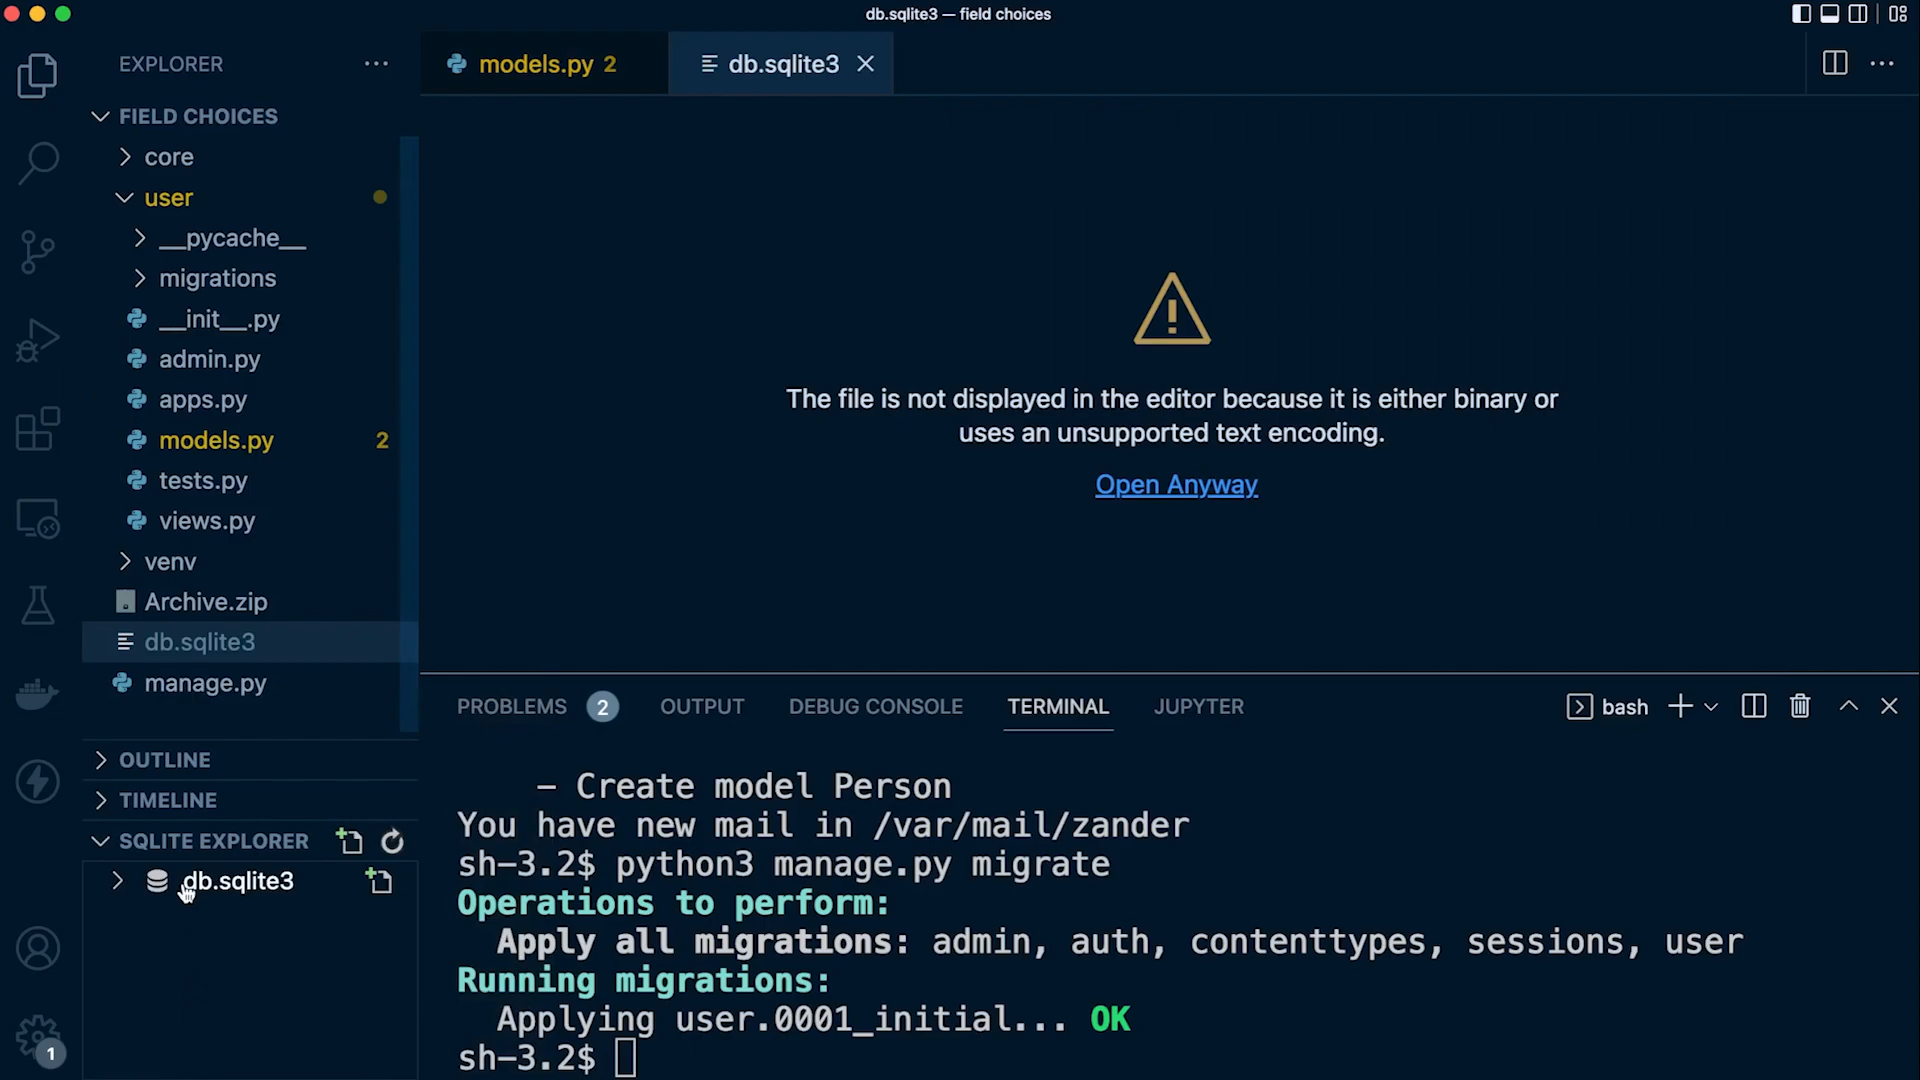 db.sqlite3 — field choices
EXPLORER
models.py 2
db.sqlite3
FIELD CHOICES
core
user
__pycache__
migrations
__init__.py
admin.py
apps.py
models.py 2
tests.py
views.py
venv
Archive.zip
db.sqlite3
manage.py
OUTLINE
TIMELINE
SQLITE EXPLORER
db.sqlite3
1
The file is not displayed in the editor because it is either binary or
uses an unsupported text encoding.
Open Anyway
PROBLEMS 2 OUTPUT DEBUG CONSOLE TERMINAL JUPYTER bash
– Create model Person
You have new mail in /var/mail/zander
sh-3.2$ python3 manage.py migrate
Operations to perform:
Apply all migrations: admin, auth, contenttypes, sessions, user
Running migrations:
Applying user.0001_initial... OK
sh-3.2$